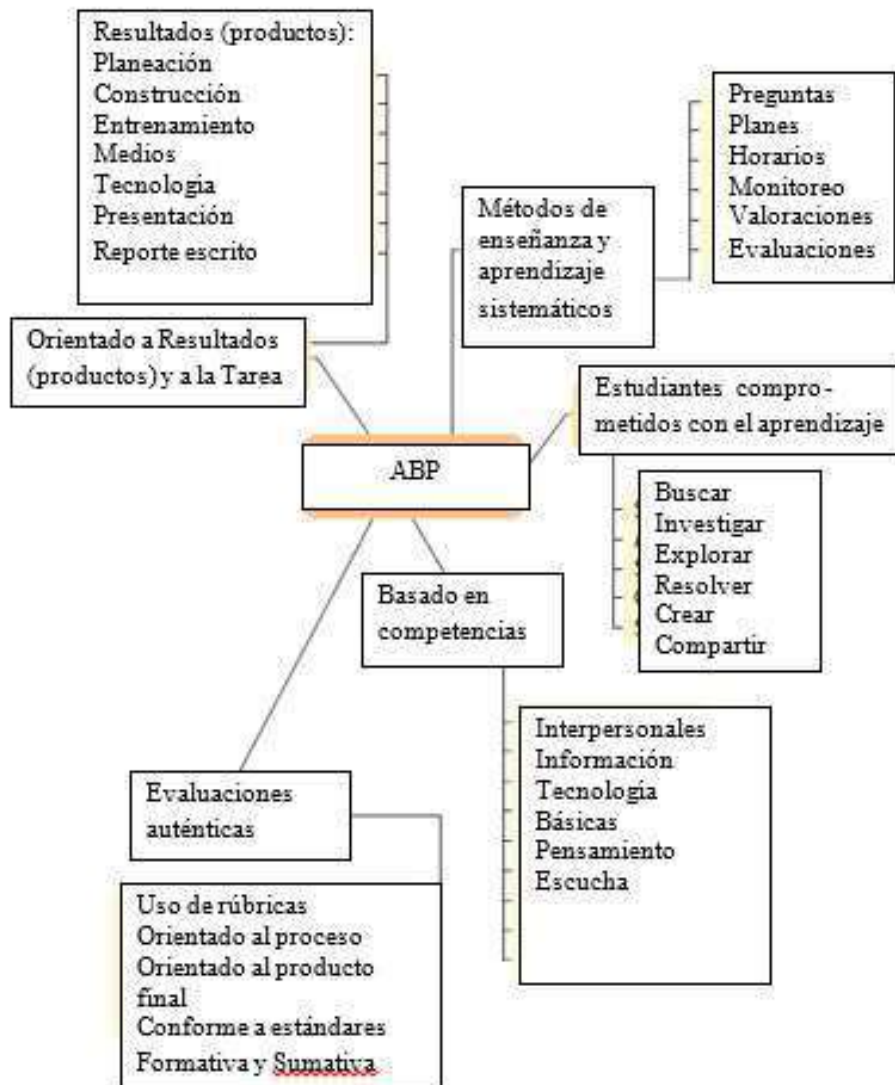 Resultados (productos):
Planeación
Construcción
Entrenamiento
Medios
Tecnología
Presentación
Reporte escrito
Preguntas
Planes
Horarios
Monitoreo
Valoraciones
Evaluaciones
Métodos de
enseñanza y
aprendizaje
sistemáticos
Orientado a Resultados
(productos) y a la Tarea
Estudiantes compro-
metidos con el aprendizaje
ABP
Buscar
Investigar
Explorar
Resolver
Crear
Compartir
Basado en
competencias
Interpersonales
Información
Tecnología
Básicas
Pensamiento
Escucha
Evaluaciones
auténticas
Uso de rúbricas
Orientado al proceso
Orientado al producto
final
Conforme a estándares
Formativa y Sumativa